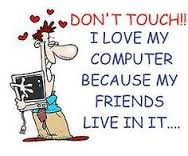 DON'T TOUCH!!
I LOVE MY
COMPUTER
BECAUSE MY
FRIENDS
LIVE IN IT....